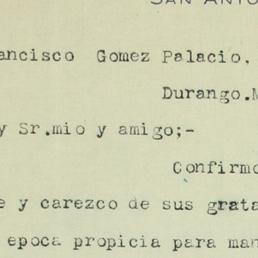 SAN ANTO
ancisco Gomez Palacio,
Durango.M
y Sr.mio y amigo;-
Confirmo
e y carezco de sus grata
epoca propicia para man